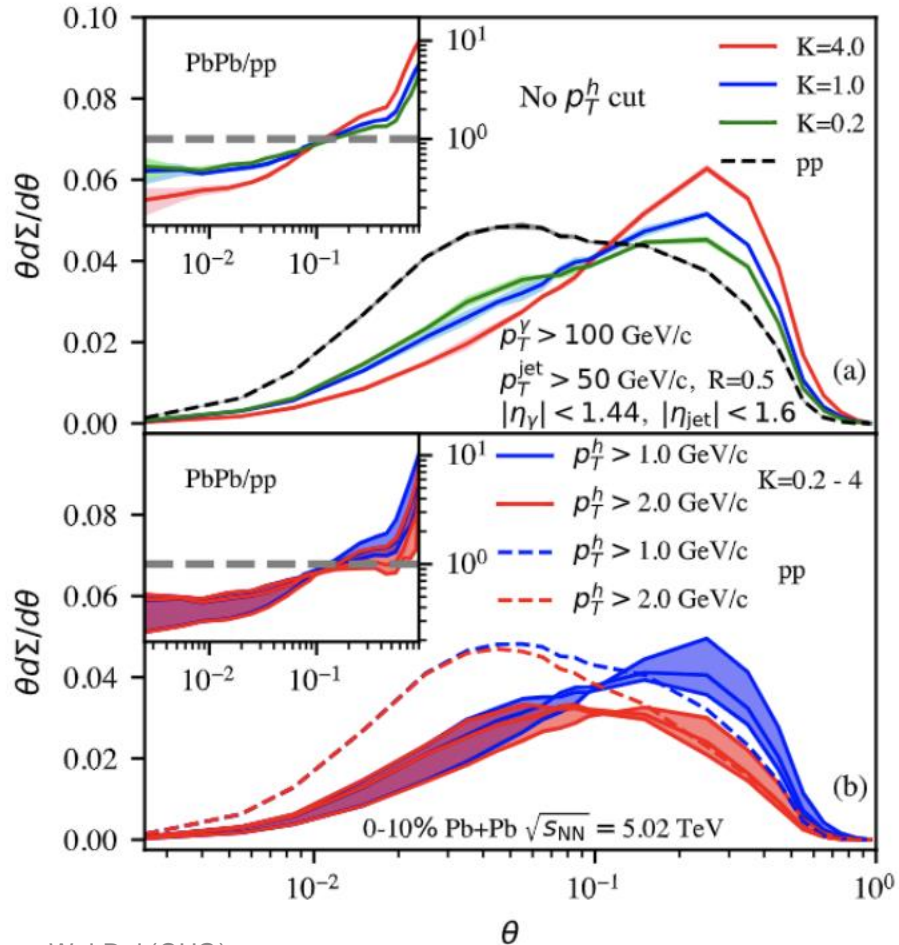 0.10
0.08
0.06
0.04
0.02
0.00
θdΣ/dθ
PbPb/pp
10¹
10⁰
10⁻² 10⁻¹
No p_T^h cut
K=4.0
K=1.0
K=0.2
pp
p_T^γ > 100 GeV/c
p_T^jet > 50 GeV/c, R=0.5
|η_γ| < 1.44, |η_jet| < 1.6
(a)
0.08
0.06
0.04
0.02
0.00
θdΣ/dθ
PbPb/pp
10¹
10⁰
10⁻² 10⁻¹
p_T^h > 1.0 GeV/c
p_T^h > 2.0 GeV/c
p_T^h > 1.0 GeV/c
p_T^h > 2.0 GeV/c
K=0.2 - 4
pp
(b)
0-10% Pb+Pb √s_NN = 5.02 TeV
10⁻² 10⁻¹ 10⁰
θ